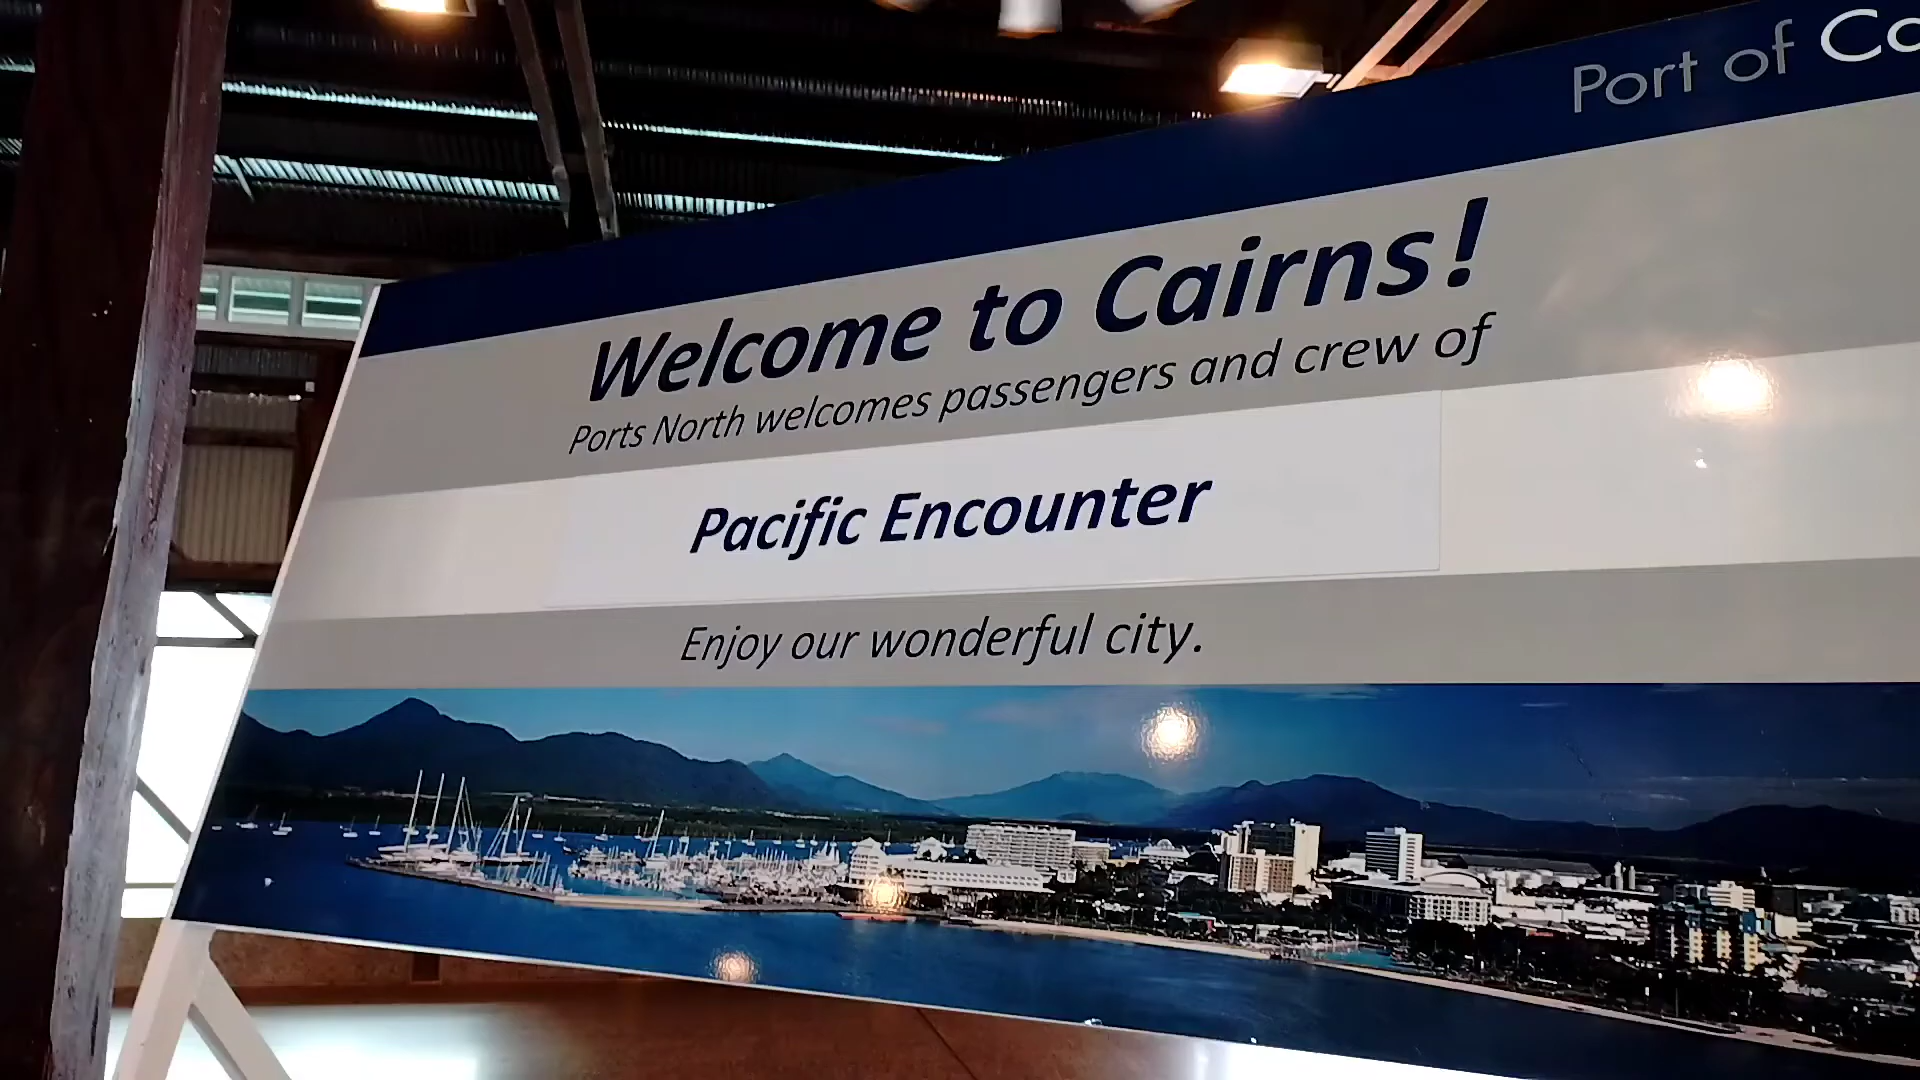 Port of Ca
Welcome to Cairns!
Ports North welcomes passengers and crew of
Pacific Encounter
Enjoy our wonderful city.